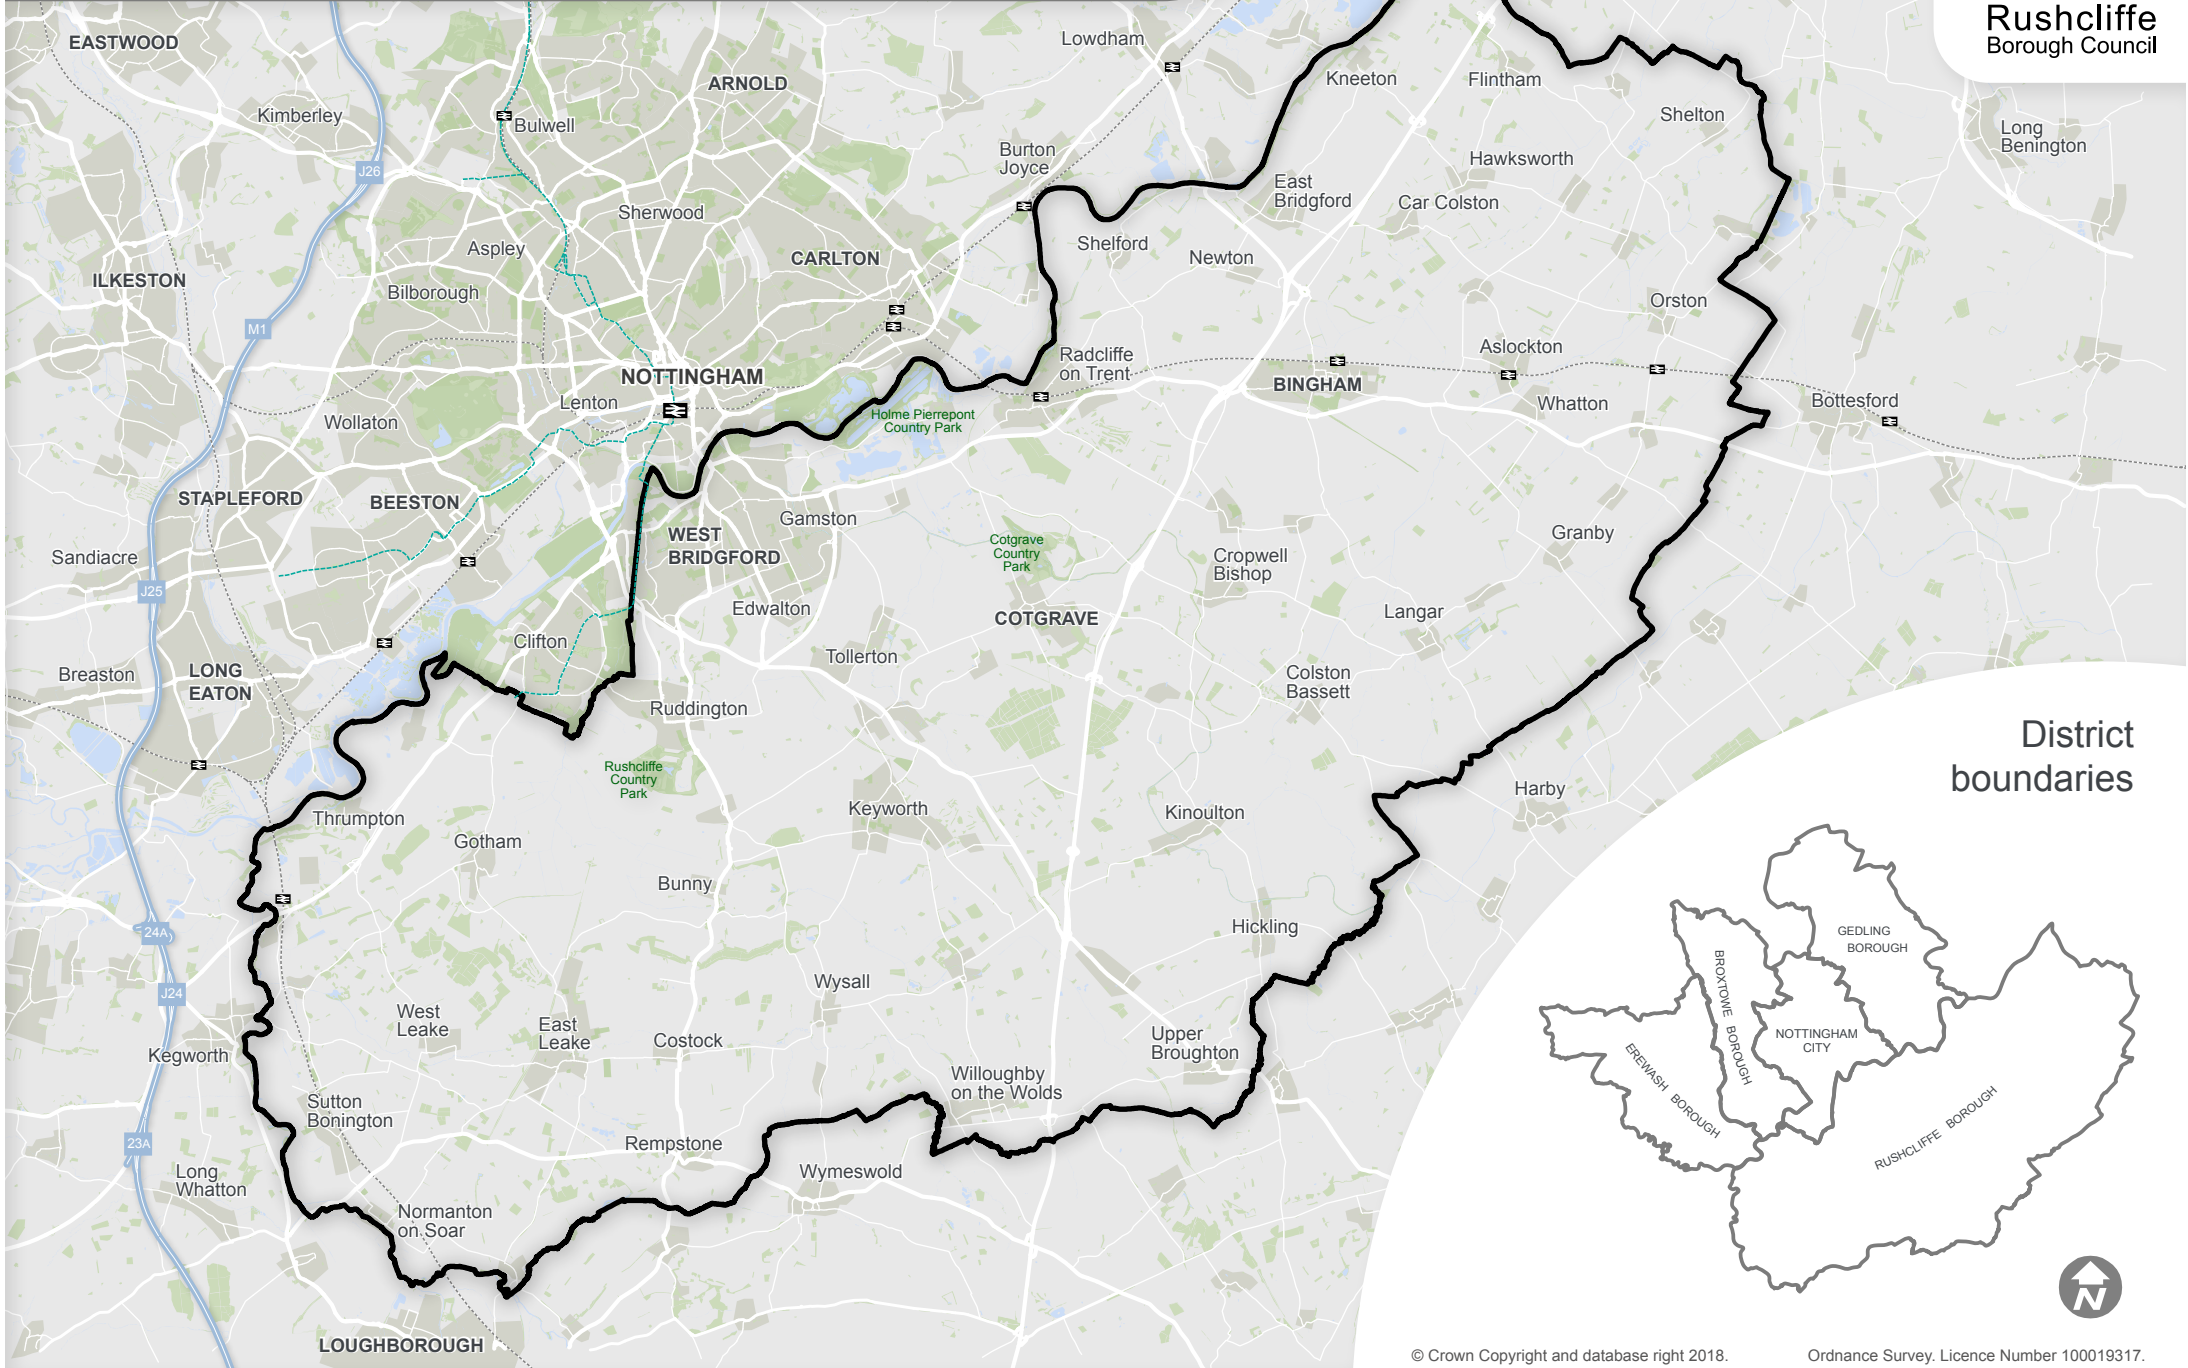 Rushcliffe
Borough Council
EASTWOOD
Lowdham
ARNOLD
Kneeton
Flintham
Kimberley
Bulwell
Shelton
Long
Benington
Burton
Joyce
Hawksworth
J26
East
Bridgford
Car Colston
Sherwood
Aspley
Shelford
Newton
CARLTON
ILKESTON
Bilborough
Orston
M1
Radcliffe
on Trent
Aslockton
NOTTINGHAM
BINGHAM
Lenton
Whatton
Bottesford
Holme Pierrepont
Country Park
Wollaton
STAPLEFORD
BEESTON
Gamston
WEST
BRIDGFORD
Granby
Cotgrave
Country
Park
Cropwell
Bishop
Sandiacre
J25
Edwalton
COTGRAVE
Langar
Clifton
Tollerton
Breaston
LONG
EATON
Colston
Bassett
Ruddington
Rushcliffe
Country
Park
District
boundaries
Harby
Thrumpton
Keyworth
Kinoulton
Gotham
Bunny
24A
Hickling
J24
Wysall
West
Leake
East
Leake
Costock
Upper
Broughton
Kegworth
Willoughby
on the Wolds
Sutton
Bonington
23A
Rempstone
Long
Whatton
Wymeswold
Normanton
on Soar
LOUGHBOROUGH
GEDLING
BOROUGH
BROXTOWE BOROUGH
NOTTINGHAM
CITY
EREWASH BOROUGH
RUSHCLIFFE BOROUGH
N
© Crown Copyright and database right 2018.
Ordnance Survey. Licence Number 100019317.